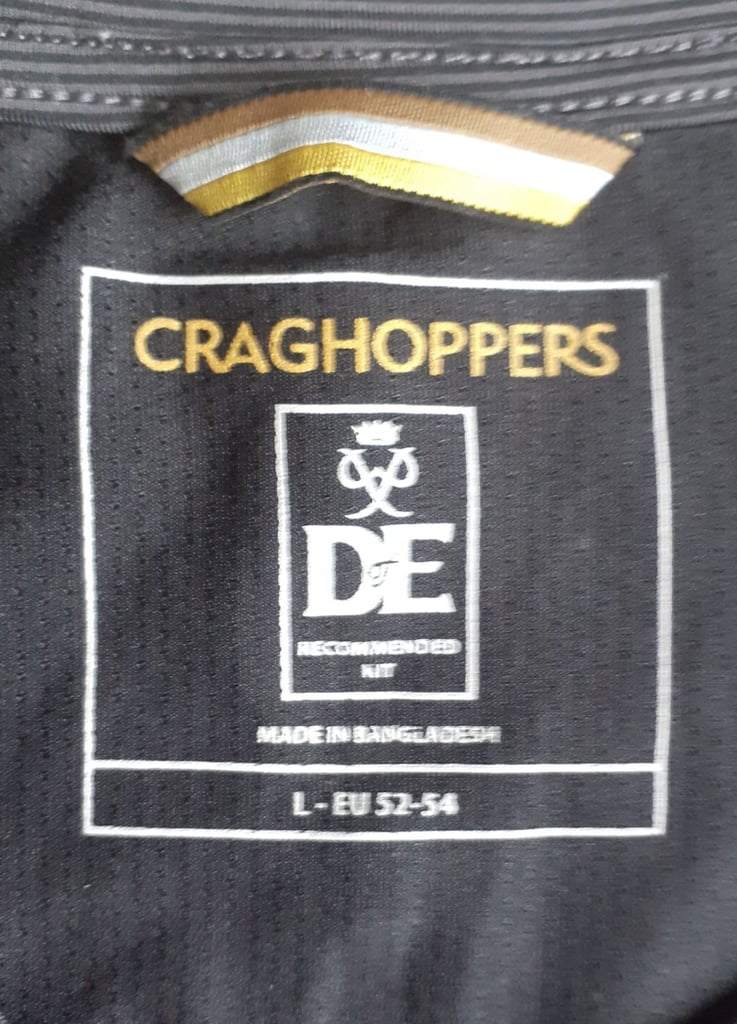 CRAGHOPPERS
DofE
RECOMMENDED
KIT
MADE IN BANGLADESH
L - EU 52-54